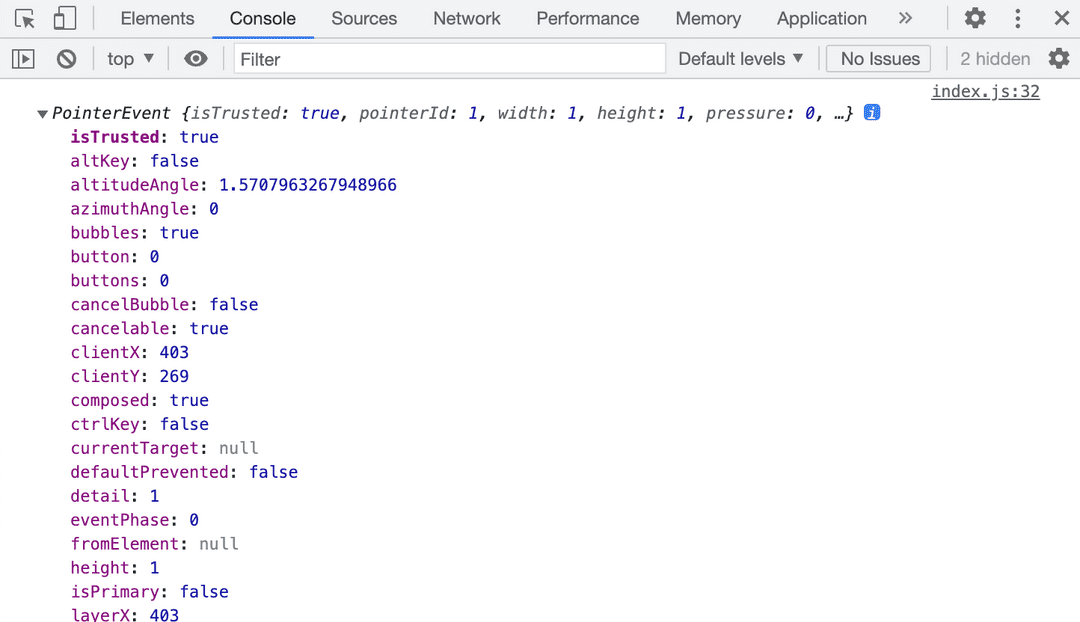 Elements Console Sources Network Performance Memory Application »
top ▼ Filter Default levels ▼ No Issues 2 hidden
index.js:32
▼PointerEvent {isTrusted: true, pointerId: 1, width: 1, height: 1, pressure: 0, …} i
isTrusted: true
altKey: false
altitudeAngle: 1.5707963267948966
azimuthAngle: 0
bubbles: true
button: 0
buttons: 0
cancelBubble: false
cancelable: true
clientX: 403
clientY: 269
composed: true
ctrlKey: false
currentTarget: null
defaultPrevented: false
detail: 1
eventPhase: 0
fromElement: null
height: 1
isPrimary: false
layerX: 403